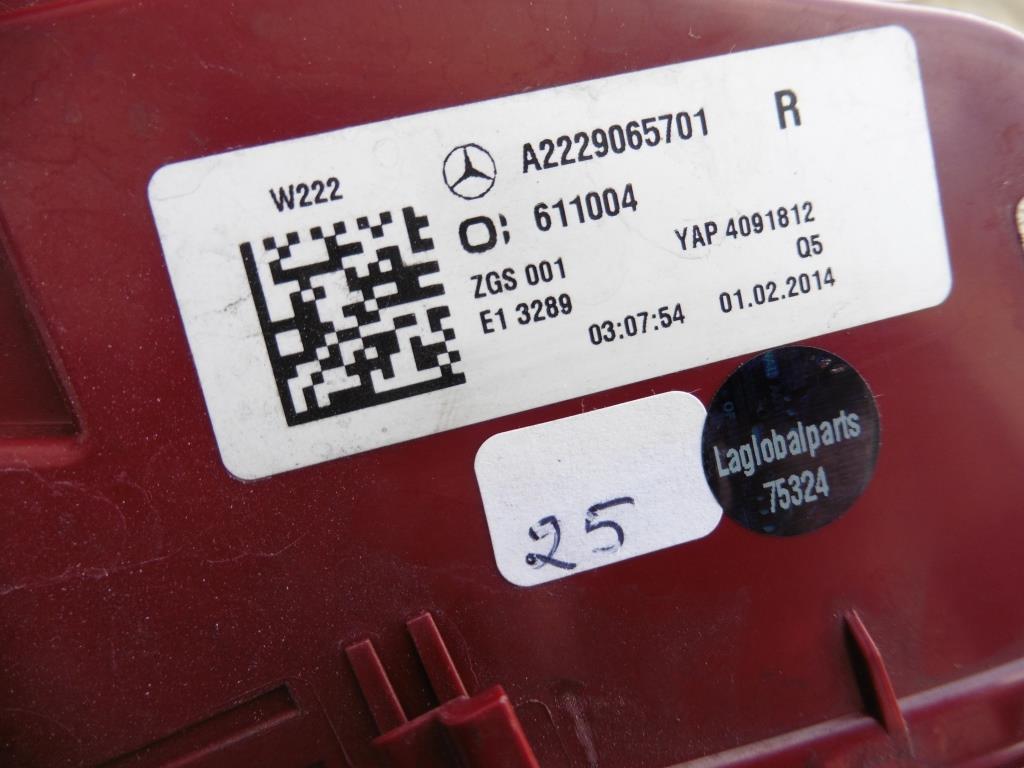 W222
A2229065701
R
O; 611004
ZGS 001
YAP 4091812
E1 3289
Q5
03:07:54
01.02.2014
25
Laglobalparts
75324